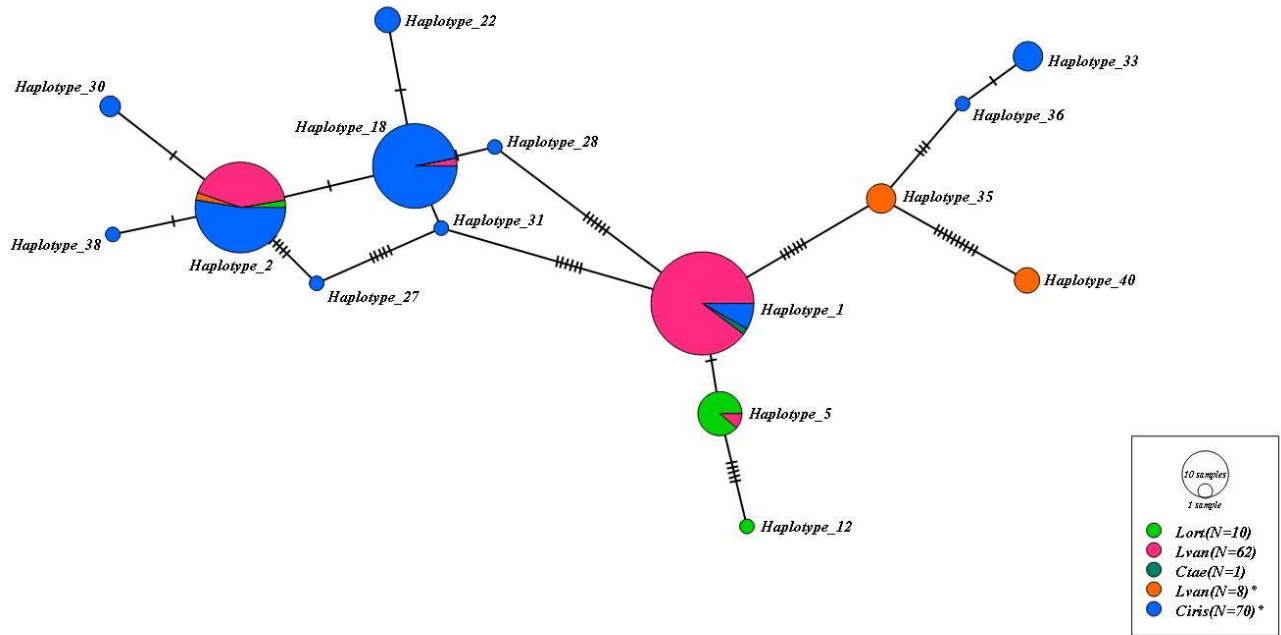 Haplotype_22
Haplotype_33
Haplotype_30
Haplotype_36
Haplotype_18
Haplotype_28
Haplotype_35
Haplotype_31
Haplotype_38
Haplotype_2
Haplotype_40
Haplotype_27
Haplotype_1
Haplotype_5
Haplotype_12
10 samples
1 sample
Lort(N=10)
Lvan(N=62)
Ctae(N=1)
Lvan(N=8)*
Ciris(N=70)*